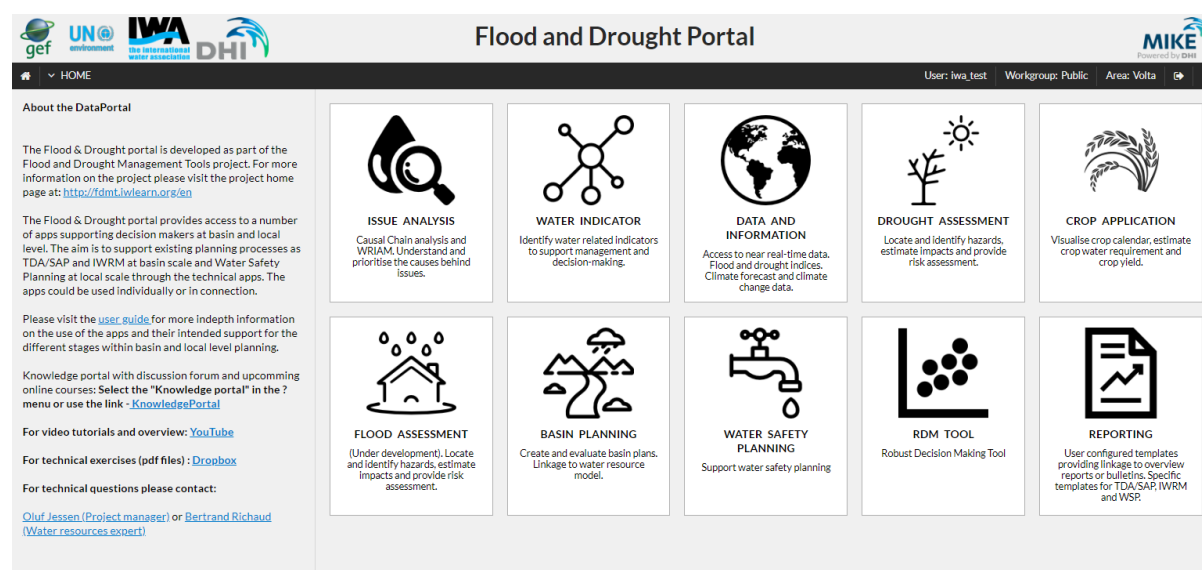 gef
UN
environment
IWA
the international
water association
DHI
Flood and Drought Portal
MIKE
Powered by DHI
HOME
User: iwa_test
Workgroup: Public
Area: Volta
About the DataPortal
The Flood & Drought portal is developed as part of the
Flood and Drought Management Tools project. For more
information on the project please visit the project home
page at: http://fdmt.iwlearn.org/en
The Flood & Drought portal provides access to a number
of apps supporting decision makers at basin and local
level. The aim is to support existing planning processes as
TDA/SAP and IWRM at basin scale and Water Safety
Planning at local scale through the technical apps. The
apps could be used individually or in connection.
Please visit the user guide for more indepth information
on the use of the apps and their intended support for the
different stages within basin and local level planning.
Knowledge portal with discussion forum and upcomming
online courses: Select the "Knowledge portal" in the ?
menu or use the link - KnowledgePortal
For video tutorials and overview: YouTube
For technical exercises (pdf files) : Dropbox
For technical questions please contact:
Oluf Jessen (Project manager) or Bertrand Richaud
(Water resources expert)
ISSUE ANALYSIS
Causal Chain analysis and
WRIAM. Understand and
prioritise the causes behind
issues.
WATER INDICATOR
Identify water related indicators
to support management and
decision-making.
DATA AND
INFORMATION
Access to near real-time data.
Flood and drought indices.
Climate forecast and climate
change data.
DROUGHT ASSESSMENT
Locate and identify hazards,
estimate impacts and provide
risk assessment.
CROP APPLICATION
Visualise crop calendar, estimate
crop water requirement and
crop yield.
FLOOD ASSESSMENT
(Under development). Locate
and identify hazards, estimate
impacts and provide risk
assessment.
BASIN PLANNING
Create and evaluate basin plans.
Linkage to water resource
model.
WATER SAFETY
PLANNING
Support water safety planning
RDM TOOL
Robust Decision Making Tool
REPORTING
User configured templates
providing linkage to overview
reports or bulletins. Specific
templates for TDA/SAP, IWRM
and WSP.